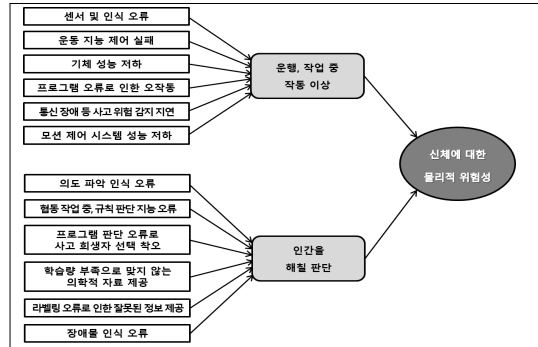 센서 및 인식 오류
운동 지능 제어 실패
기체 성능 저하
프로그램 오류로 인한 오작동
통신 장애 등 사고 위험 감지 지연
모션 제어 시스템 성능 저하
운행, 작업 중
작동 이상
의도 파악 인식 오류
협동 작업 중, 규칙 판단 지능 오류
프로그램 판단 오류로
사고 희생자 선택 착오
학습량 부족으로 맞지 않는
의학적 자료 제공
라벨링 오류로 인한 잘못된 정보 제공
장애물 인식 오류
인간을
해칠 판단
신체에 대한
물리적 위험성